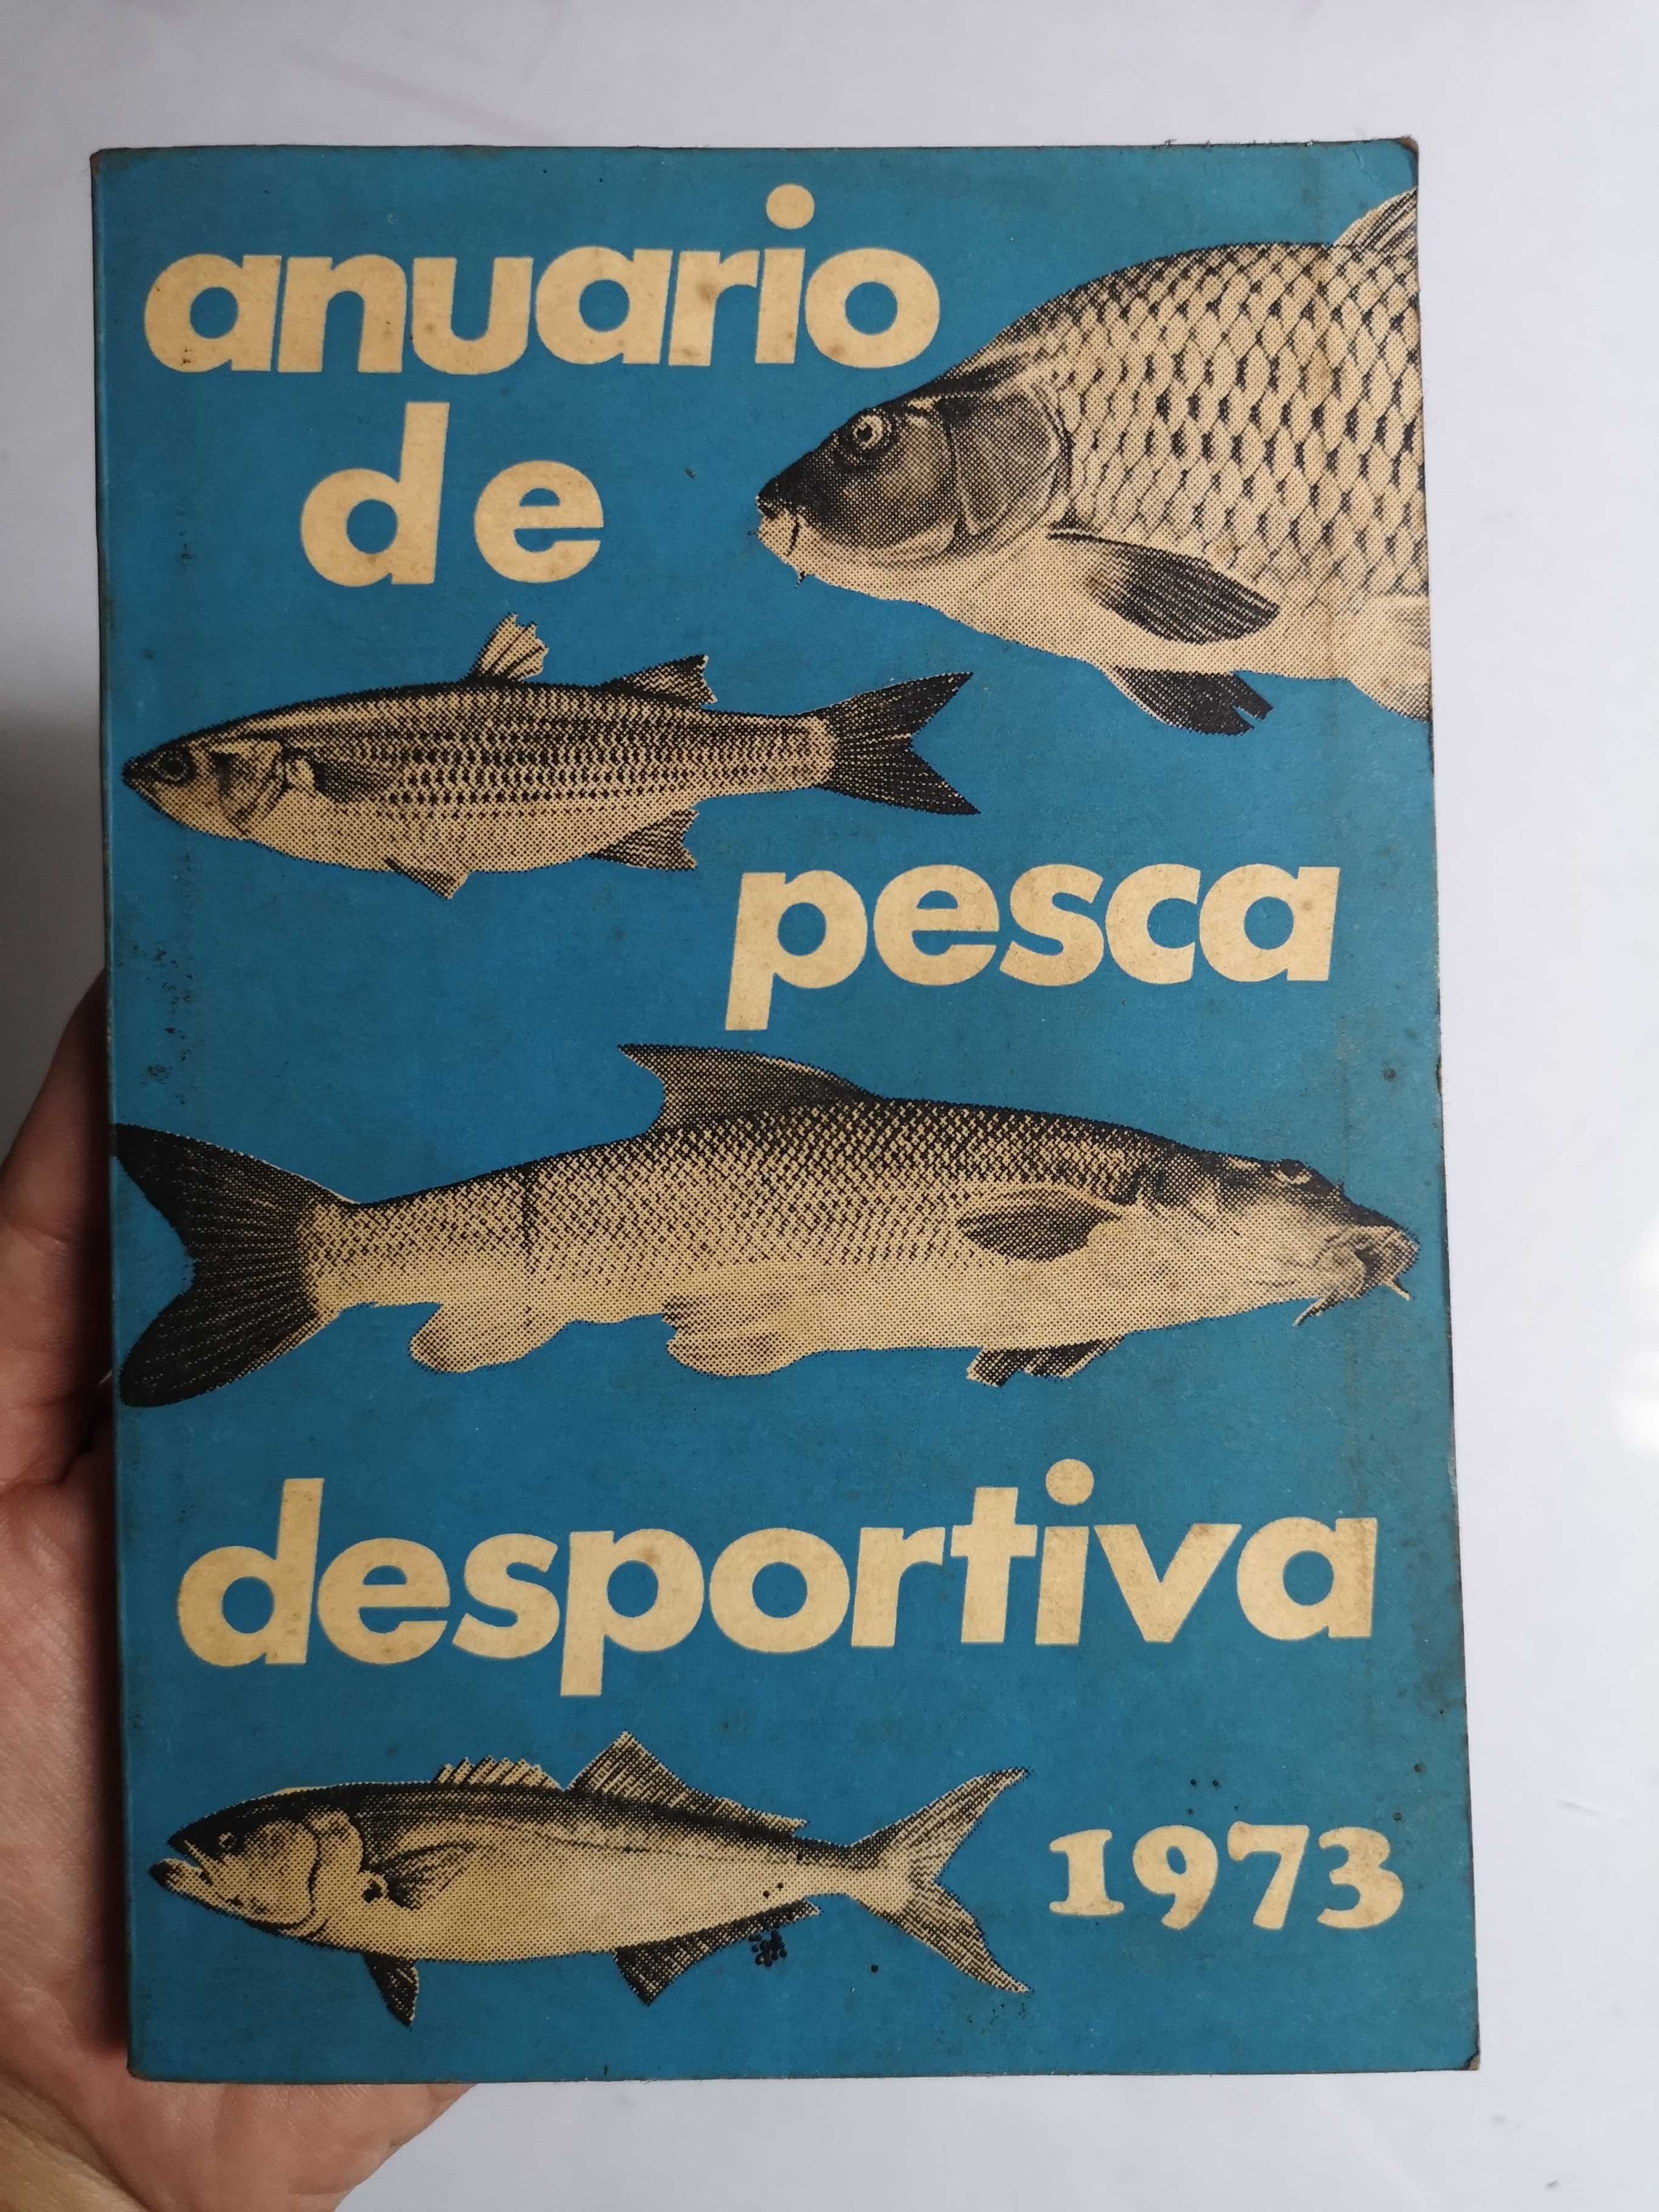 anuario
de
pesca
desportiva
1973